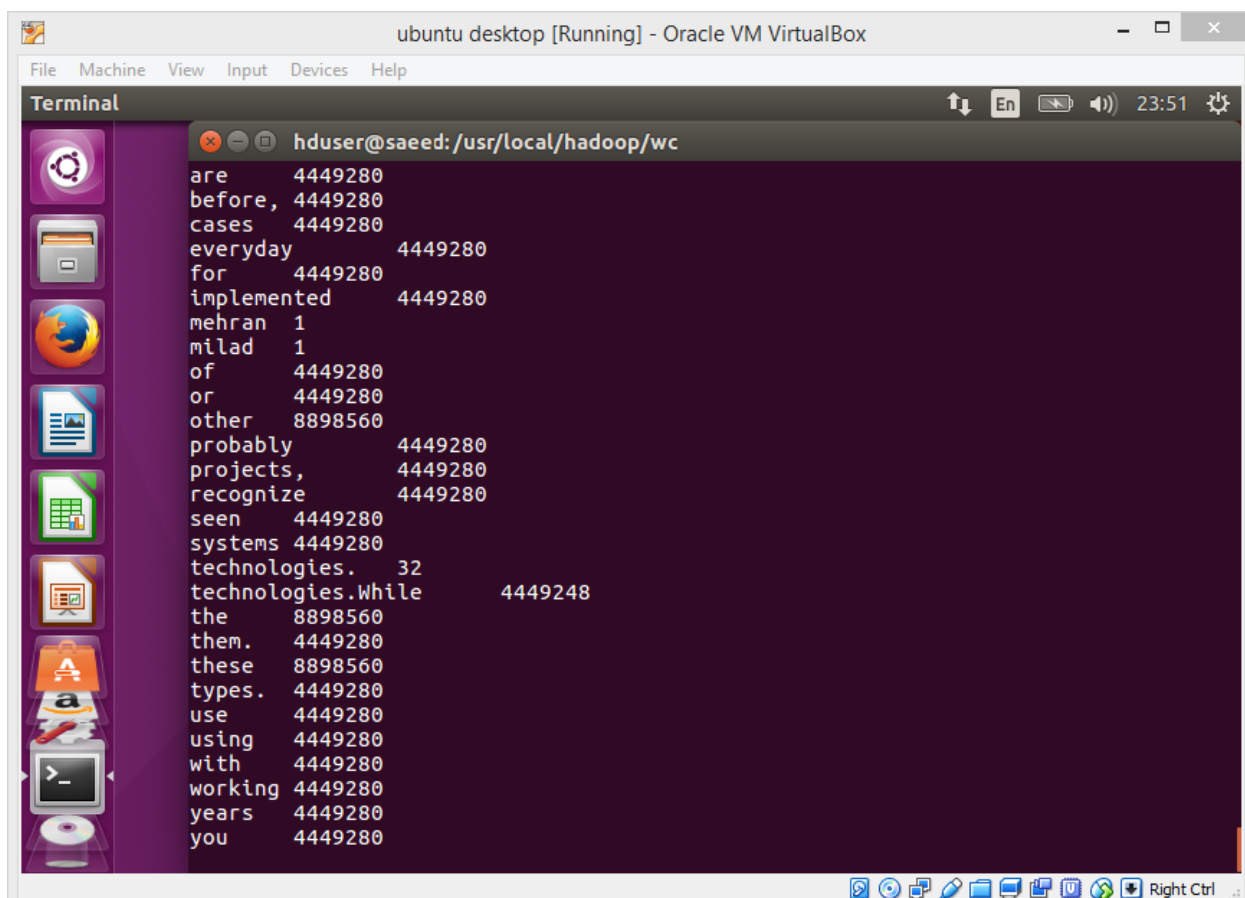 ubuntu desktop [Running] - Oracle VM VirtualBox
File Machine View Input Devices Help
Terminal En 23:51
hduser@saeed: /usr/local/hadoop/wc
are 4449280
before, 4449280
cases 4449280
everyday 4449280
for 4449280
implemented 4449280
mehran 1
milad 1
of 4449280
or 4449280
other 8898560
probably 4449280
projects, 4449280
recognize 4449280
seen 4449280
systems 4449280
technologies. 32
technologies.While 4449248
the 8898560
them. 4449280
these 8898560
types. 4449280
use 4449280
using 4449280
with 4449280
working 4449280
years 4449280
you 4449280
Right Ctrl